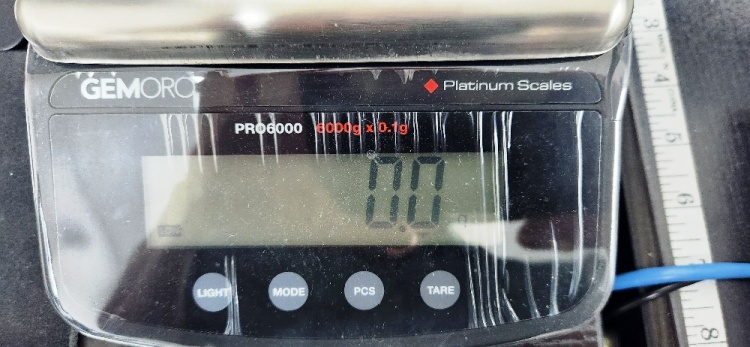 GEMORO
Platinum Scales
PRO6000 6000g x 0.1g
0.0 g
LIGHT MODE PCS TARE
3
4
5
6
7
8